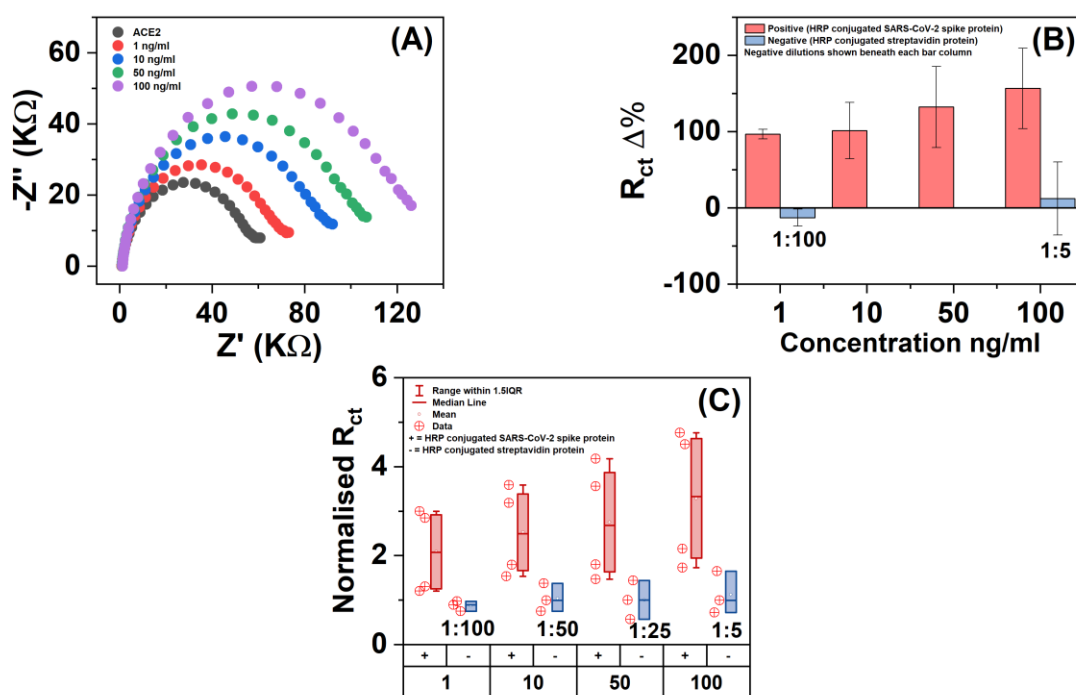 (A)
ACE2
1 ng/ml
10 ng/ml
50 ng/ml
100 ng/ml
60
40
20
0
-Z'' (KΩ)
0 40 80 120
Z' (KΩ)
(B)
Positive (HRP conjugated SARS-CoV-2 spike protein)
Negative (HRP conjugated streptavidin protein)
Negative dilutions shown beneath each bar column
200
100
0
-100
Rct Δ%
1:100
1:5
1 10 50 100
Concentration ng/ml
(C)
Range within 1.5IQR
Median Line
Mean
Data
+ = HRP conjugated SARS-CoV-2 spike protein
- = HRP conjugated streptavidin protein
6
4
2
0
Normalised Rct
1:100 1:50 1:25 1:5
+ - + - + - + -
1 10 50 100